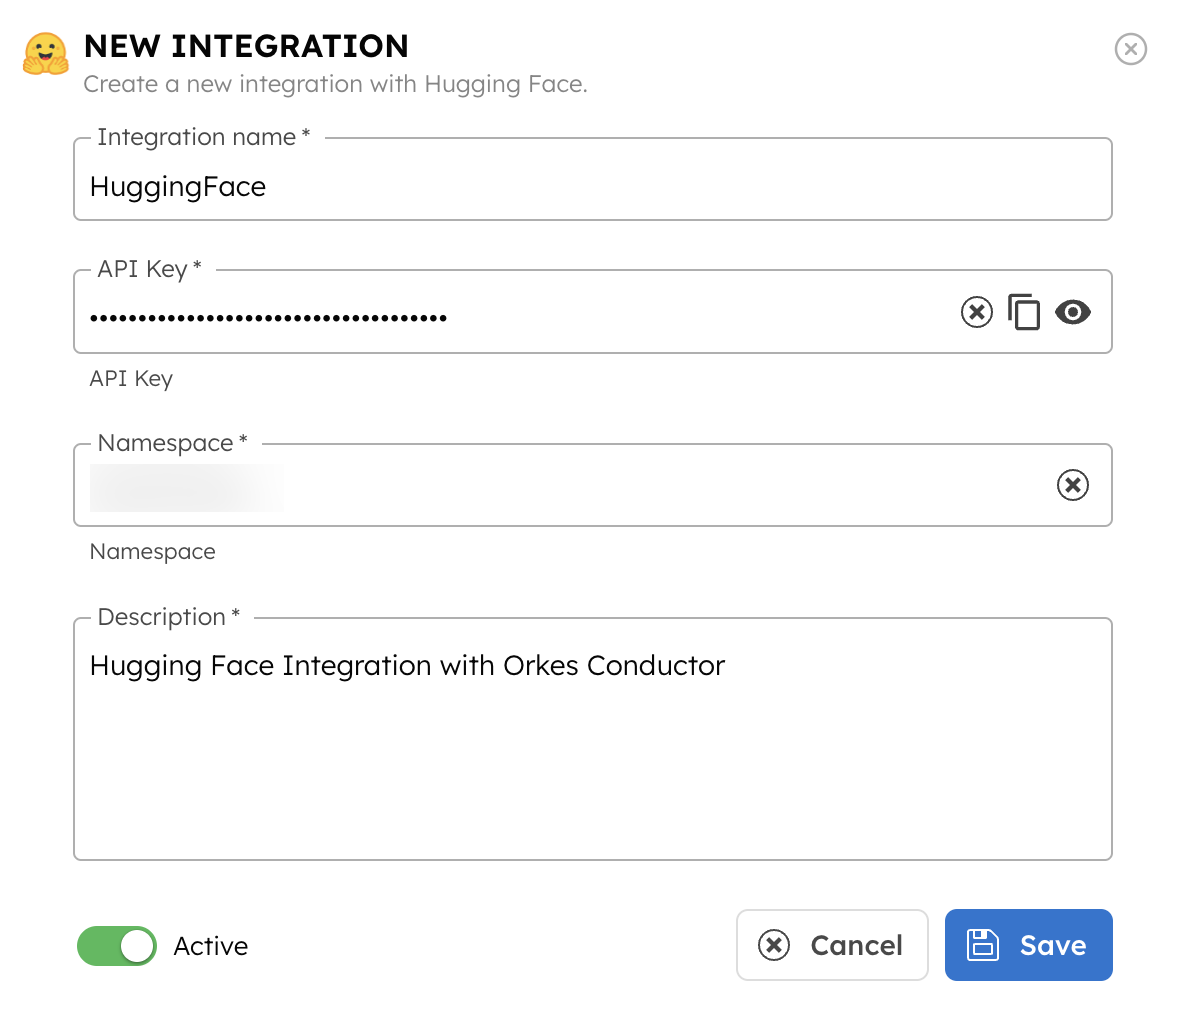 NEW INTEGRATION
Create a new integration with Hugging Face.
Integration name *
HuggingFace
API Key *
•••••••••••••••••••••••••••••••••••••
API Key
Namespace *
Namespace
Description *
Hugging Face Integration with Orkes Conductor
Active
Cancel
Save